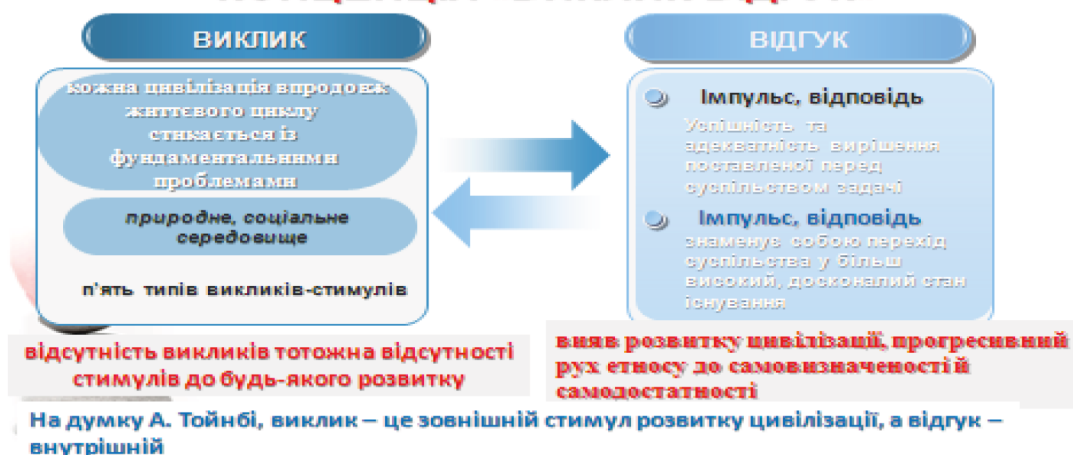 ВИКЛИК
кожна цивілізація впродовж
життєвого циклу
стикається із
фундаментальними
проблемами
природне, соціальне
середовище
п'ять типів викликів-стимулів
відсутність викликів тотожна відсутності
стимулів до будь-якого розвитку
ВІДГУК
Імпульс, відповідь
Успішність та
адекватність вирішення
поставленої перед
суспільством задачі
Імпульс, відповідь
знаменує собою перехід
суспільства у більш
високий, досконалий стан
існування
вияв розвитку цивілізації, прогресивний
рух етносу до самовизначеності й
самодостатності
На думку А. Тойнбі, виклик – це зовнішній стимул розвитку цивілізації, а відгук –
внутрішній